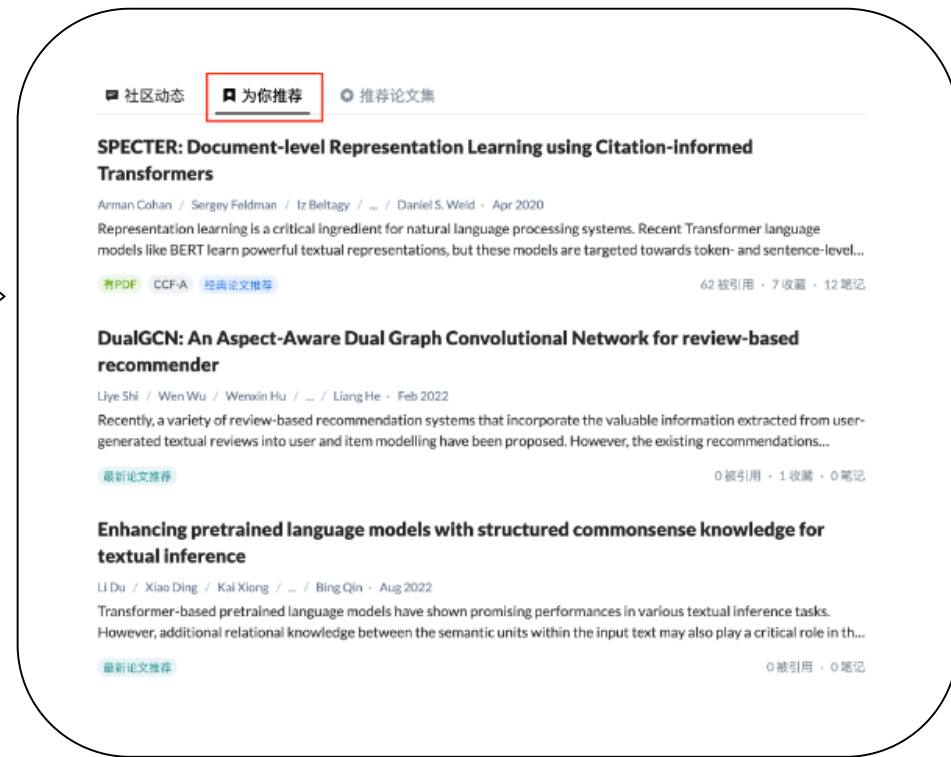 社区动态 为你推荐 推荐论文集
SPECTER: Document-level Representation Learning using Citation-informed
Transformers
Arman Cohan / Sergey Feldman / Iz Beltagy / ... / Daniel S. Weld · Apr 2020
Representation learning is a critical ingredient for natural language processing systems. Recent Transformer language
models like BERT learn powerful textual representations, but these models are targeted towards token- and sentence-level...
有PDF CCF-A 经典论文推荐 62 被引用 · 7 收藏 · 12 笔记
DualGCN: An Aspect-Aware Dual Graph Convolutional Network for review-based
recommender
Liye Shi / Wen Wu / Wenxin Hu / ... / Liang He · Feb 2022
Recently, a variety of review-based recommendation systems that incorporate the valuable information extracted from user-
generated textual reviews into user and item modelling have been proposed. However, the existing recommendations...
最新论文推荐 0 被引用 · 1 收藏 · 0 笔记
Enhancing pretrained language models with structured commonsense knowledge for
textual inference
Li Du / Xiao Ding / Kai Xiong / ... / Bing Qin · Aug 2022
Transformer-based pretrained language models have shown promising performances in various textual inference tasks.
However, additional relational knowledge between the semantic units within the input text may also play a critical role in th...
最新论文推荐 0 被引用 · 0 笔记